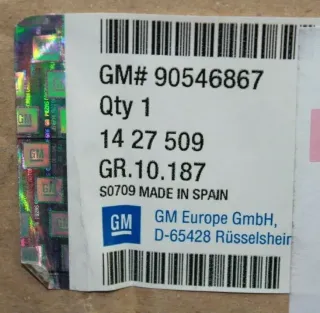 GM# 90546867
Qty 1
14 27 509
GR.10.187
S0709 MADE IN SPAIN
GM
GM Europe GmbH,
D-65428 Rüsselshein